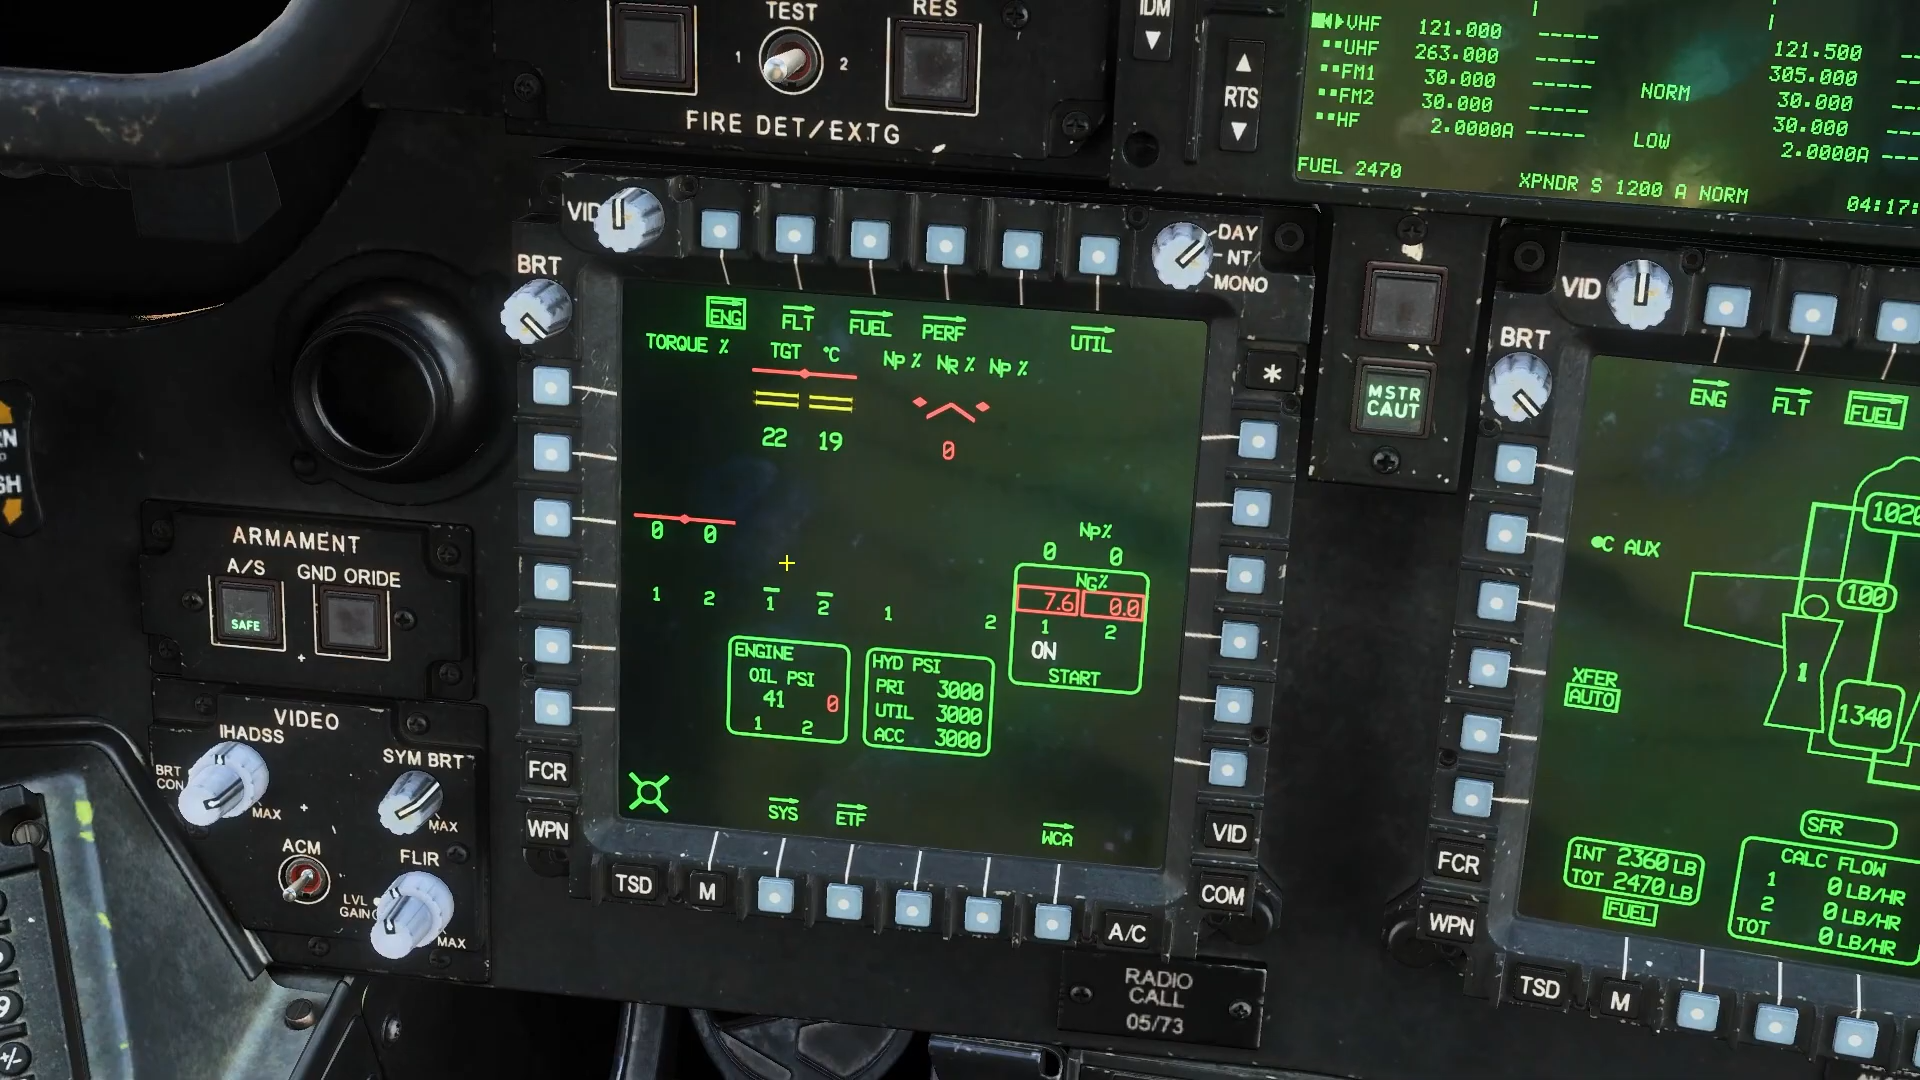 TEST
RES
1
2
FIRE DET/EXTG
IDM
RTS
VHF 121.000 -----
UHF 263.000 -----
FM1 30.000 -----
FM2 30.000 -----
HF 2.0000A -----
NORM
LOW
121.500
305.000
30.000
30.000
2.0000A
FUEL 2470
XPNDR S 1200 A NORM
04:17:
VID
BRT
DAY
NT
MONO
ENG FLT FUEL PERF UTIL
TORQUE % TGT °C NP% NR% NP%
22 19
0
0 0
NP%
0 0
NG%
7.6 0.0
1 2
ON
START
1 2 1 2 1 2
ENGINE
OIL PSI
41 0
1 2
HYD PSI
PRI 3000
UTIL 3000
ACC 3000
SYS ETF WCA
FCR
WPN
TSD
M
A/C
*
VID
COM
MSTR
CAUT
ARMAMENT
A/S
GND ORIDE
SAFE
VIDEO
IHADSS
BRT
CON
MAX
SYM BRT
MAX
ACM
FLIR
LVL
GAIN
MAX
RADIO
CALL
05/73
VID
BRT
ENG FLT FUEL
C AUX
100
1
1340
XFER
AUTO
SFR
INT 2360 LB
TOT 2470 LB
FUEL
CALC FLOW
1 0 LB/HR
2 0 LB/HR
TOT 0 LB/HR
FCR
WPN
TSD
M
9
+/-